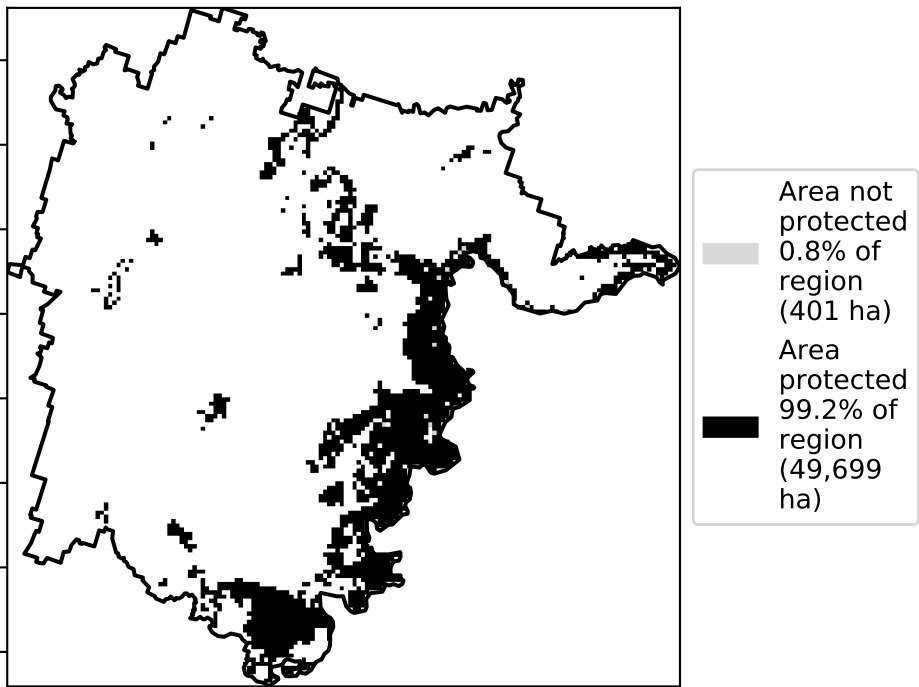 Area not
protected
0.8% of
region
(401 ha)
Area
protected
99.2% of
region
(49,699
ha)